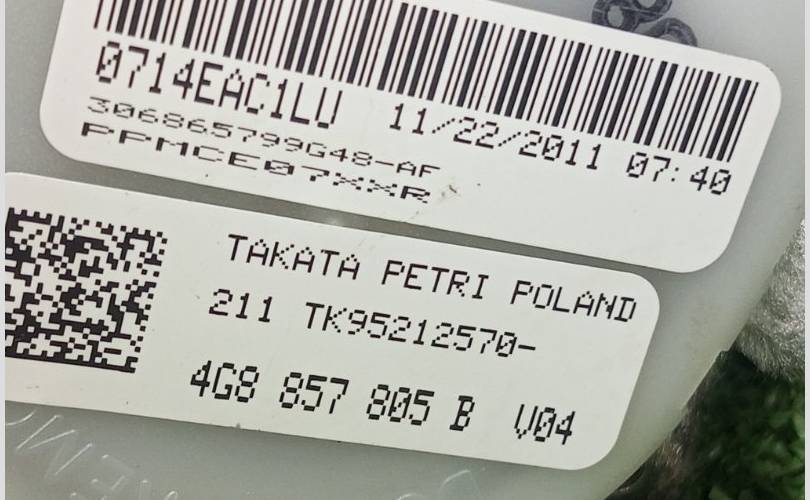 0714EAC1LU 11/22/2011 07:40
306865799G48-AF
PPMCE07XXR
TAKATA PETRI POLAND
211 TK95212570-
4G8 857 805 B V04